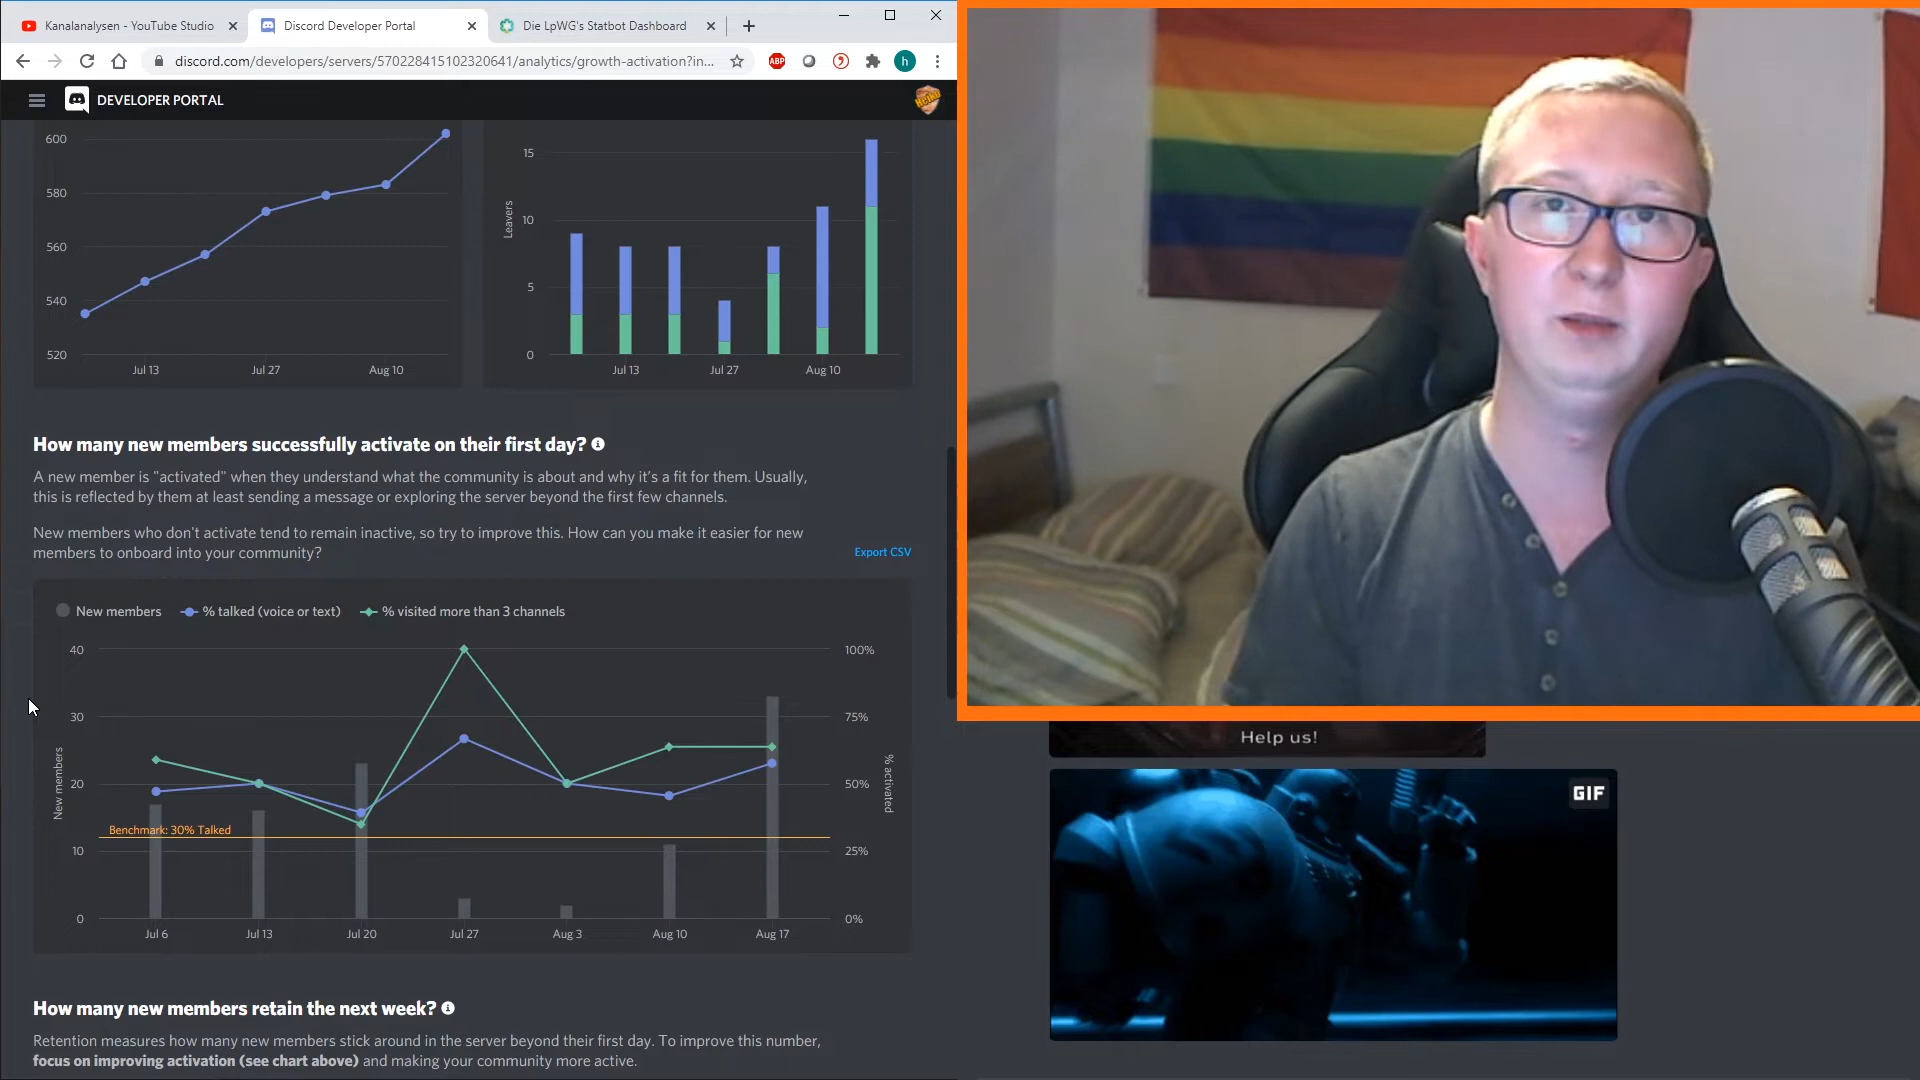 Kanalanalysen - YouTube Studio
Discord Developer Portal
Die LpWG's Statbot Dashboard
discord.com/developers/servers/570228415102320641/analytics/growth-activation?in...
ABP
h
DEVELOPER PORTAL
Heiko
600
580
560
540
520
Jul 13
Jul 27
Aug 10
15
10
5
0
Leavers
Jul 13
Jul 27
Aug 10
How many new members successfully activate on their first day?
A new member is "activated" when they understand what the community is about and why it's a fit for them. Usually,
this is reflected by them at least sending a message or exploring the server beyond the first few channels.
New members who don't activate tend to remain inactive, so try to improve this. How can you make it easier for new
members to onboard into your community?
Export CSV
New members
% talked (voice or text)
% visited more than 3 channels
40
30
20
10
0
New members
100%
75%
50%
25%
0%
% activated
Benchmark: 30% Talked
Jul 6
Jul 13
Jul 20
Jul 27
Aug 3
Aug 10
Aug 17
How many new members retain the next week?
Retention measures how many new members stick around in the server beyond their first day. To improve this number,
focus on improving activation (see chart above) and making your community more active.
Help us!
GIF